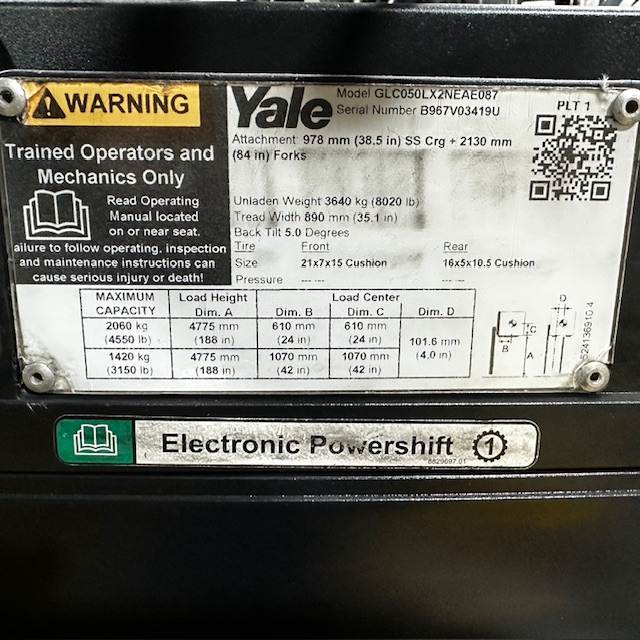 WARNING
Trained Operators and
Mechanics Only
Read Operating
Manual located
on or near seat.
ailure to follow operating, inspection
and maintenance instructions can
cause serious injury or death!
Yale
Model GLC050LX2NEAE087
Serial Number B967V03419U
PLT 1
Attachment 978 mm (38.5 in) SS Crg + 2130 mm
(84 in) Forks
Unladen Weight 3640 kg (8020 lb)
Tread Width 890 mm (35.1 in)
Back Tilt 5.0 Degrees
Tire Front Rear
Size 21x7x15 Cushion 16x5x10.5 Cushion
Pressure --- --- --- ---
MAXIMUM CAPACITY Load Height Dim. A Load Center Dim. B Dim. C Dim. D
2060 kg (4550 lb) 4775 mm (188 in) 610 mm (24 in) 610 mm (24 in) 101.6 mm (4.0 in)
1420 kg (3150 lb) 4775 mm (188 in) 1070 mm (42 in) 1070 mm (42 in)
D
C
B
A
524136910 4
Electronic Powershift 1
8829697 01